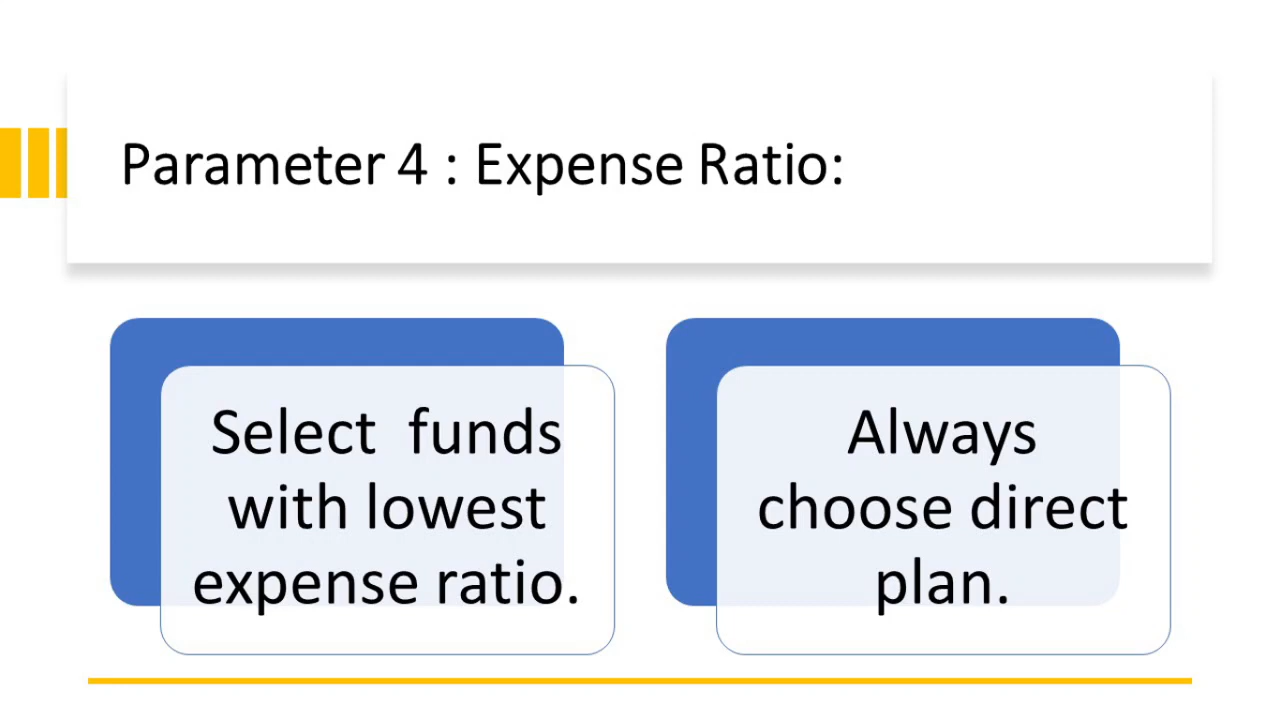 Parameter 4 : Expense Ratio:
Select funds
with lowest
expense ratio.
Always
choose direct
plan.